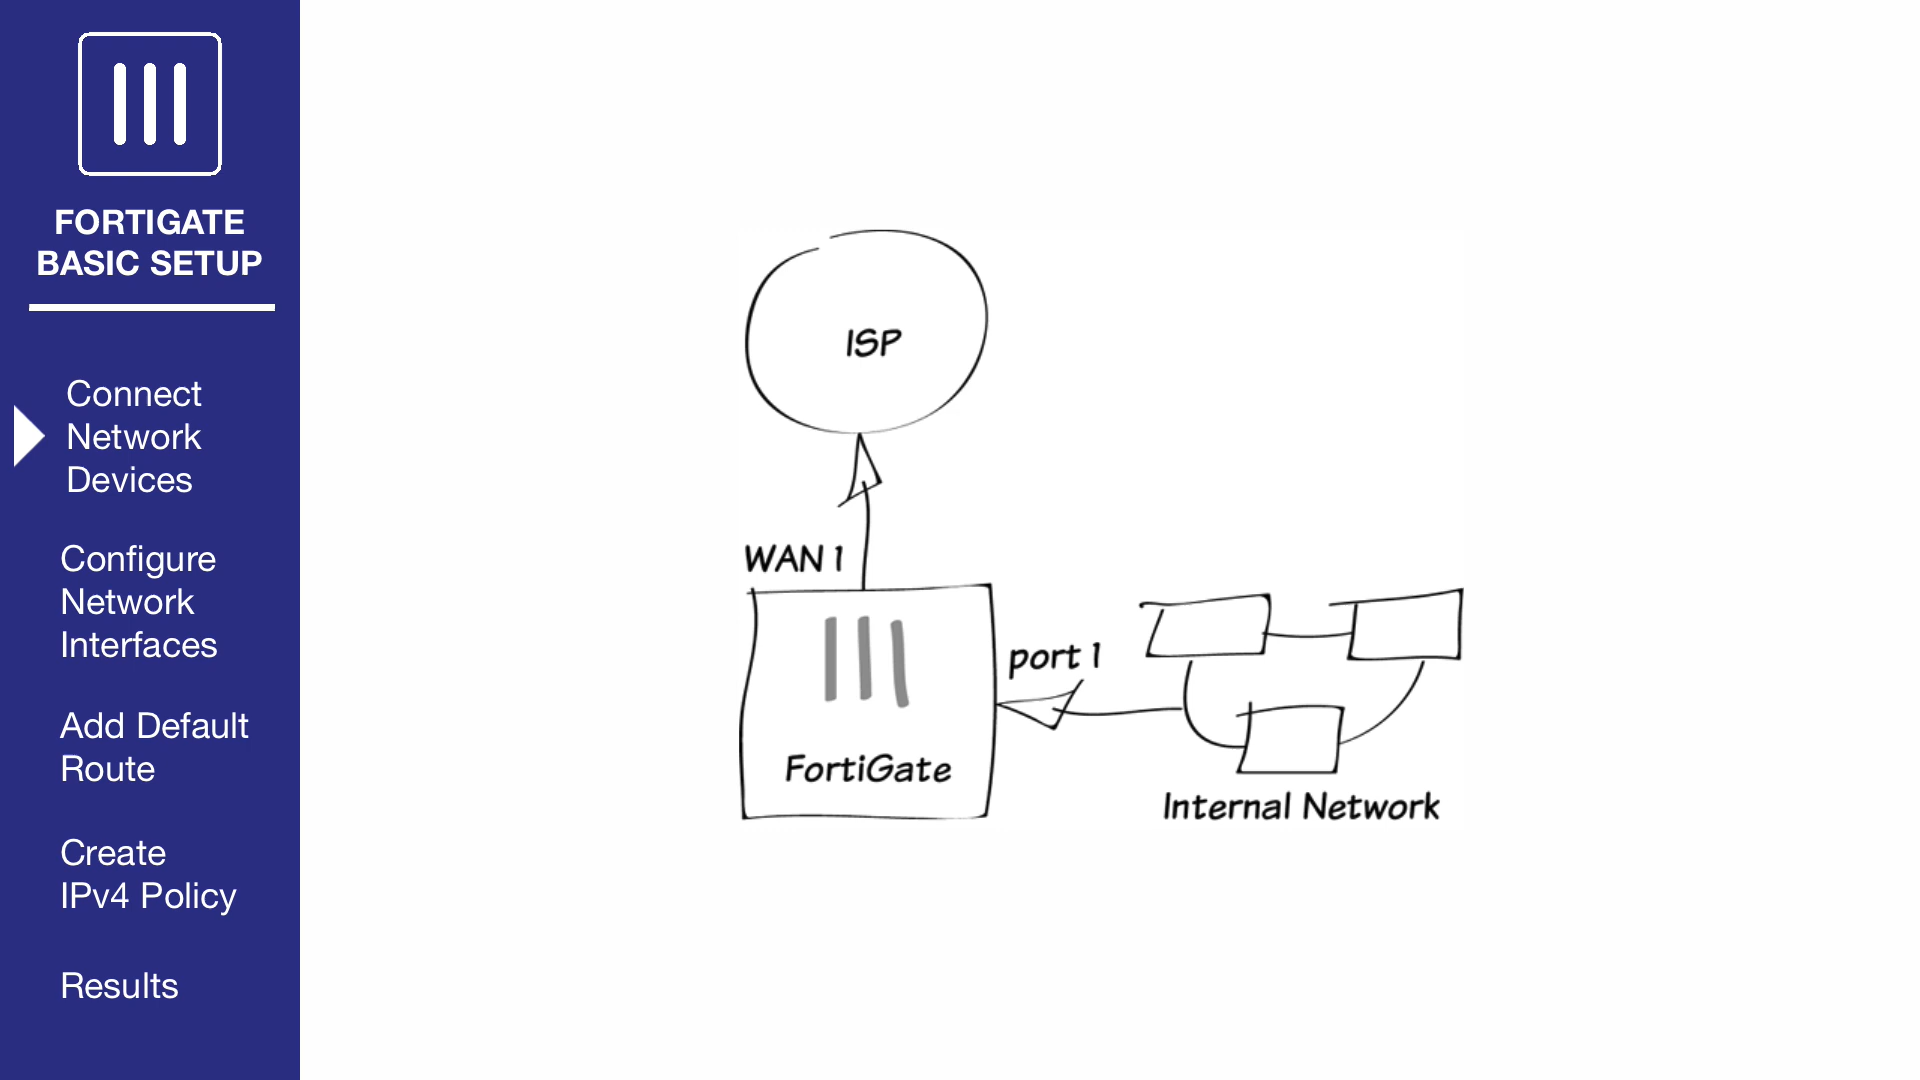 FORTIGATE
BASIC SETUP
Connect
Network
Devices
Configure
Network
Interfaces
Add Default
Route
Create
IPv4 Policy
Results
ISP
WAN 1
port 1
FortiGate
Internal Network